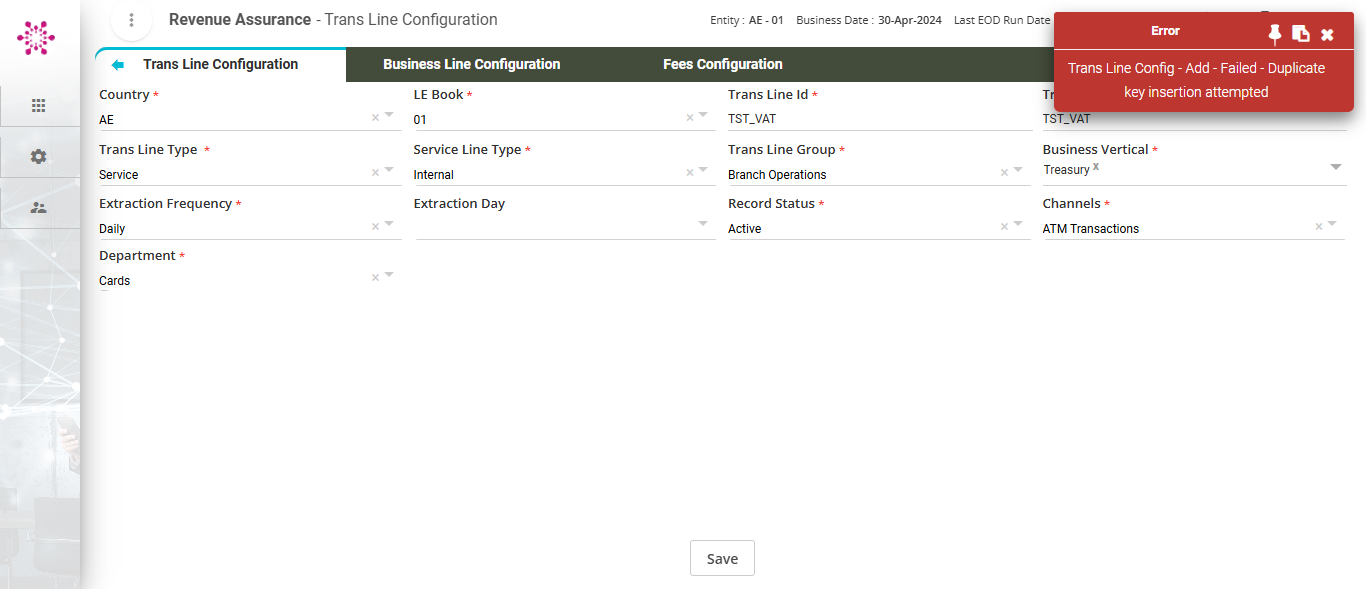 Revenue Assurance - Trans Line Configuration
Entity : AE - 01 Business Date : 30-Apr-2024 Last EOD Run Date
Error
Trans Line Config - Add - Failed - Duplicate
key insertion attempted
Trans Line Configuration
Business Line Configuration
Fees Configuration
Country *
AE
LE Book *
01
Trans Line Id *
TST_VAT
TST_VAT
Trans Line Type *
Service
Service Line Type *
Internal
Trans Line Group *
Branch Operations
Business Vertical *
Treasury x
Extraction Frequency *
Daily
Extraction Day
Record Status *
Active
Channels *
ATM Transactions
Department *
Cards
Save